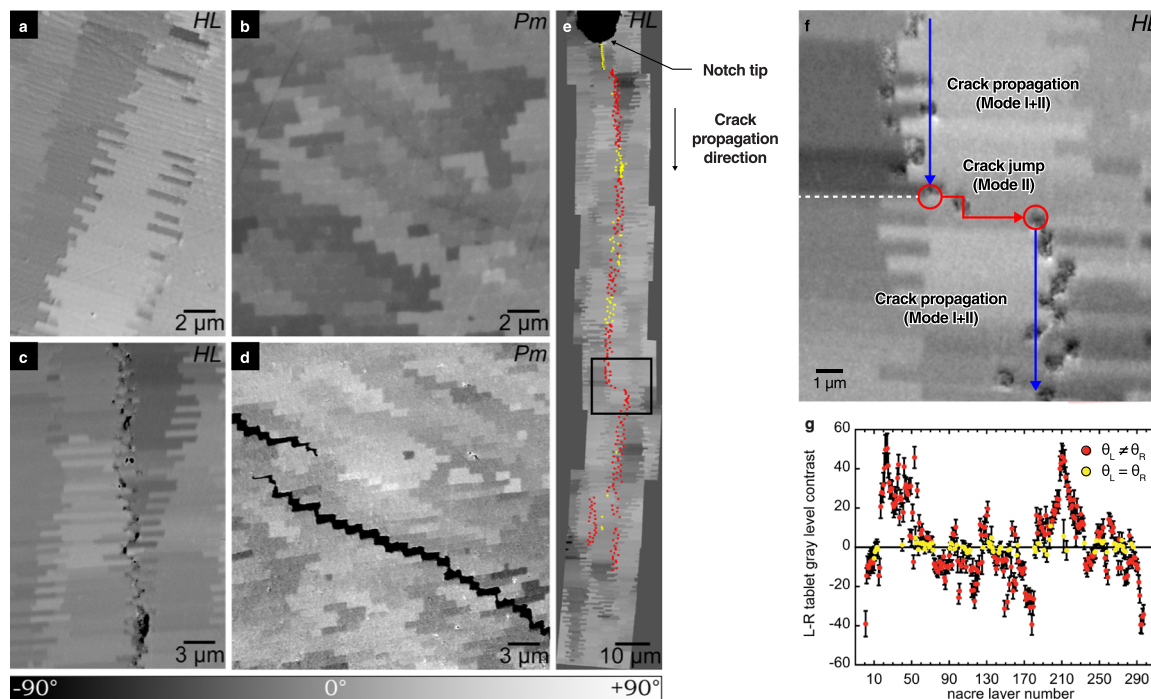 a
HL
2 µm
b
Pm
2 µm
c
HL
3 µm
d
Pm
3 µm
-90°
0°
+90°
e
HL
10 µm
Notch tip
Crack
propagation
direction
f
HL
Crack propagation
(Mode I+II)
Crack jump
(Mode II)
Crack propagation
(Mode I+II)
1 µm
g
L-R tablet gray level contrast
60
40
20
0
-20
-40
-60
θL ≠ θR
θL = θR
10 50 90 130 170 210 250 290
nacre layer number